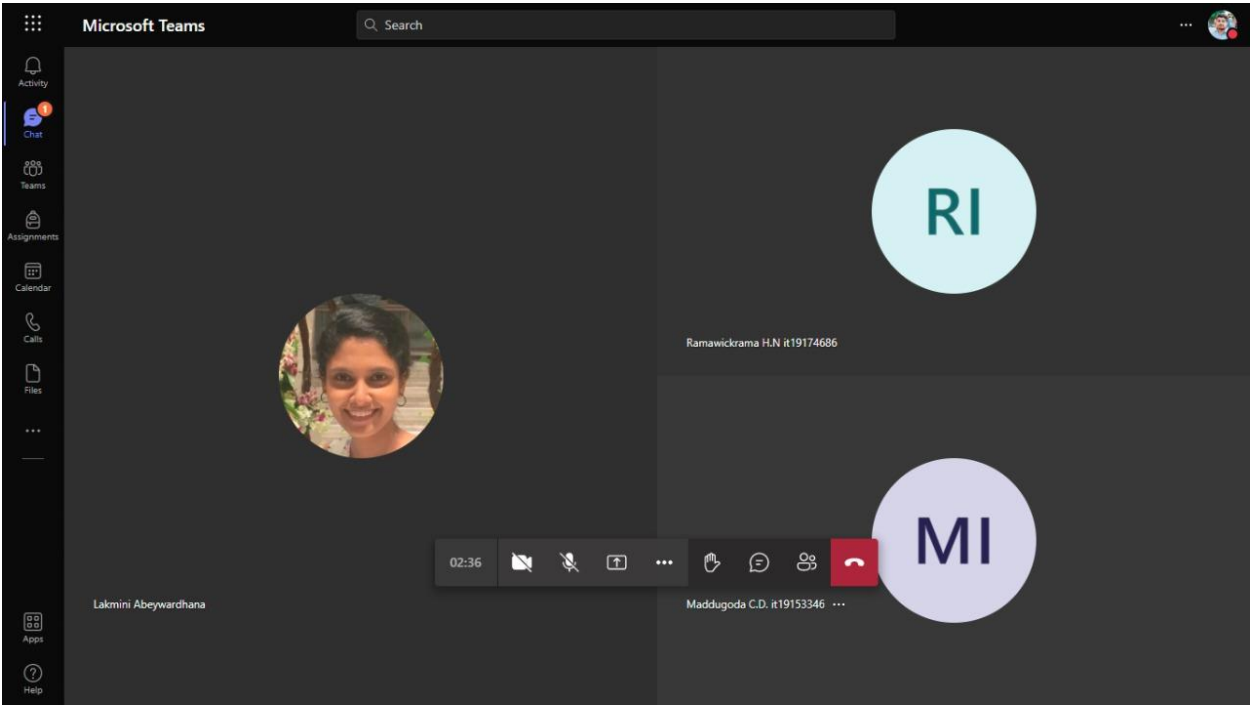 Microsoft Teams
Search
Activity
1
Chat
Teams
Assignments
Calendar
Calls
Files
Apps
Help
RI
Ramawickrama H.N it19174686
02:36
MI
Lakmini Abeywardhana
Maddugoda C.D. it19153346